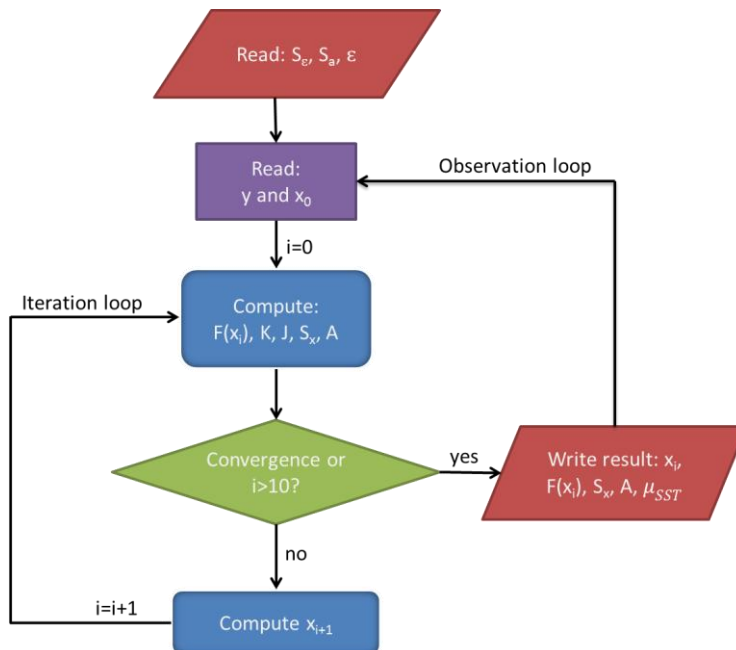 Read: Sε, Sa, ε
Read:
y and x₀
Observation loop
i=0
Iteration loop
Compute:
F(xᵢ), K, J, Sₓ, A
Convergence or
i>10?
yes
Write result: xᵢ,
F(xᵢ), Sₓ, A, μSST
no
i=i+1
Compute xᵢ₊₁